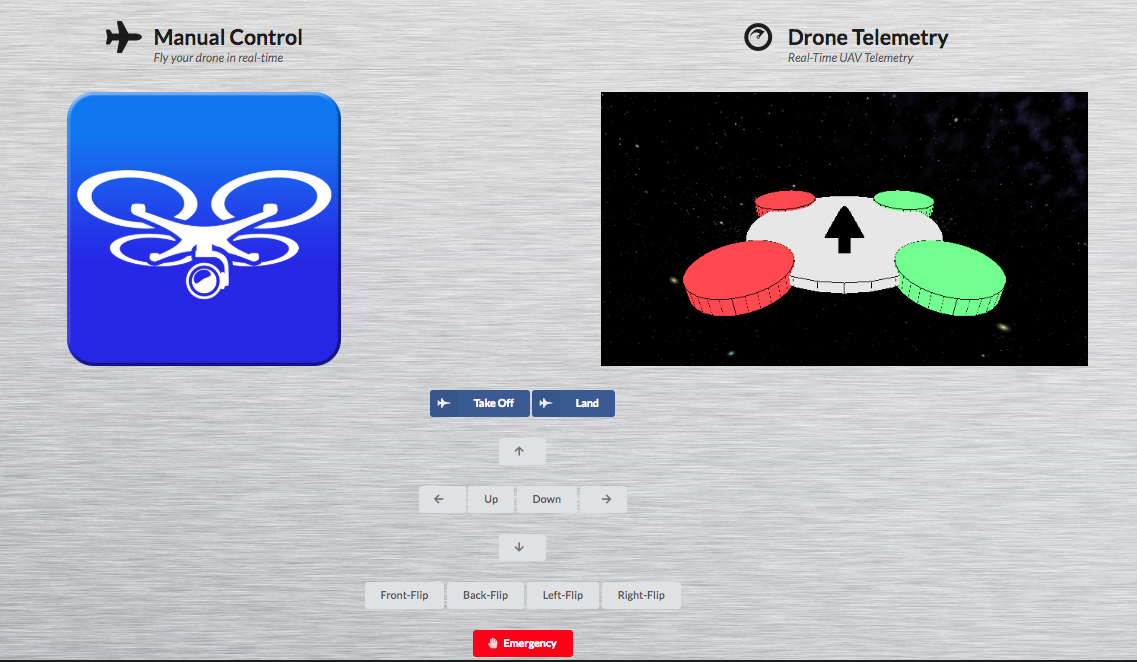 Manual Control
Fly your drone in real-time
Drone Telemetry
Real-Time UAV Telemetry
Take Off Land
Up Down
Front-Flip Back-Flip Left-Flip Right-Flip
Emergency